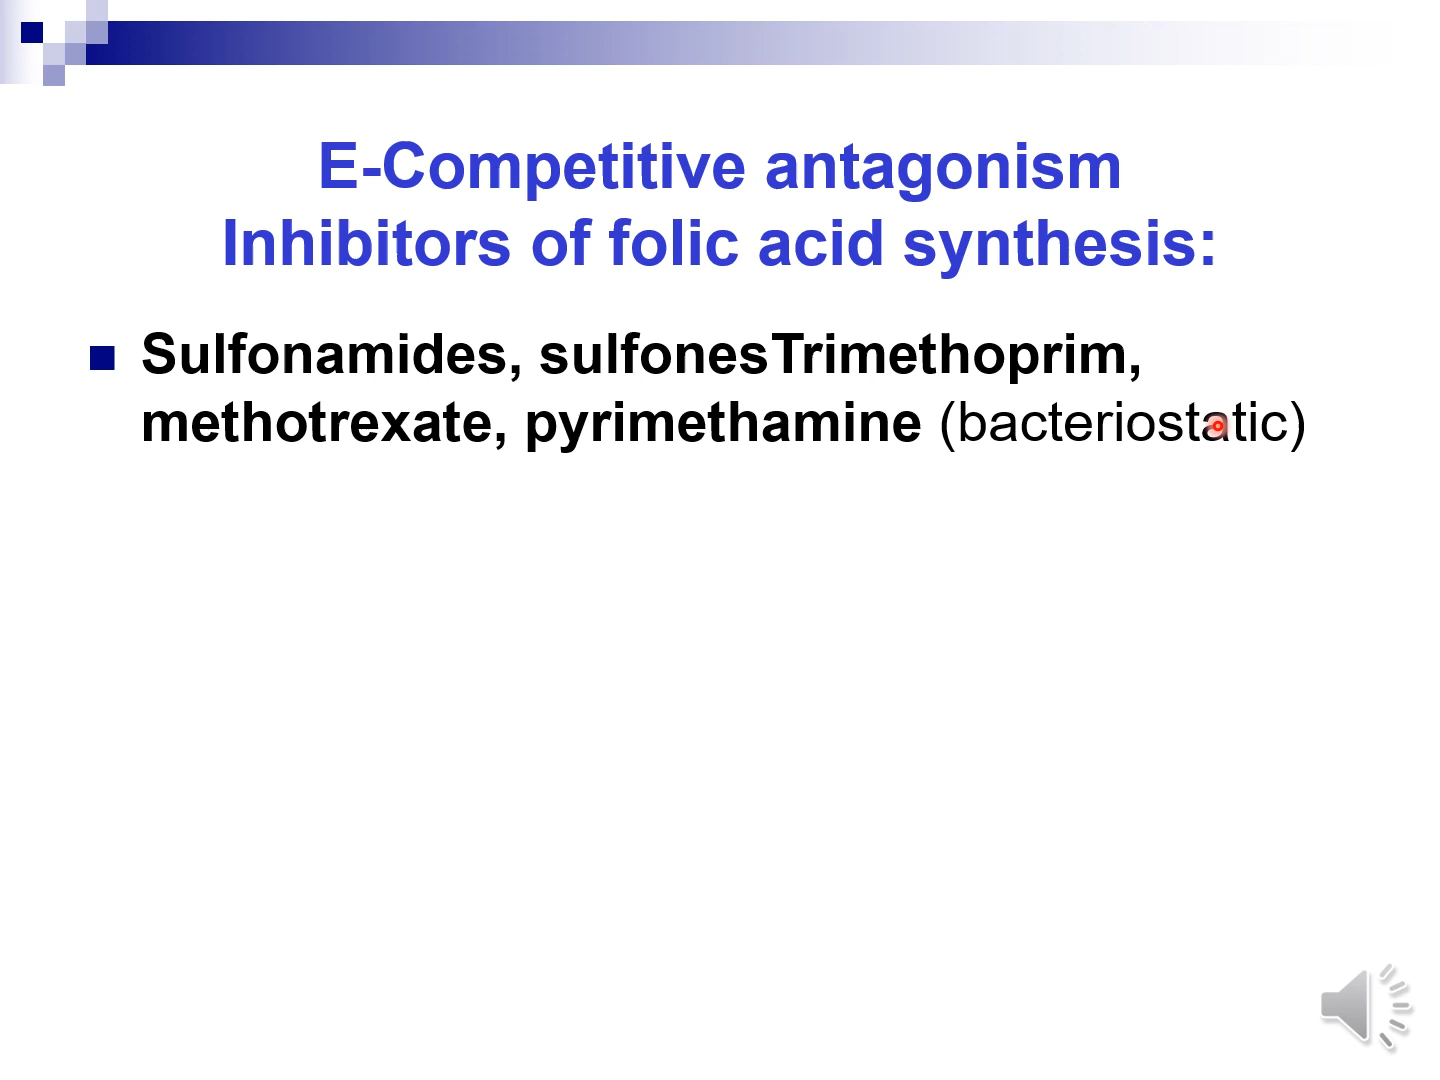 E-Competitive antagonism
Inhibitors of folic acid synthesis:
Sulfonamides, sulfonesTrimethoprim,
methotrexate, pyrimethamine (bacteriostatic)